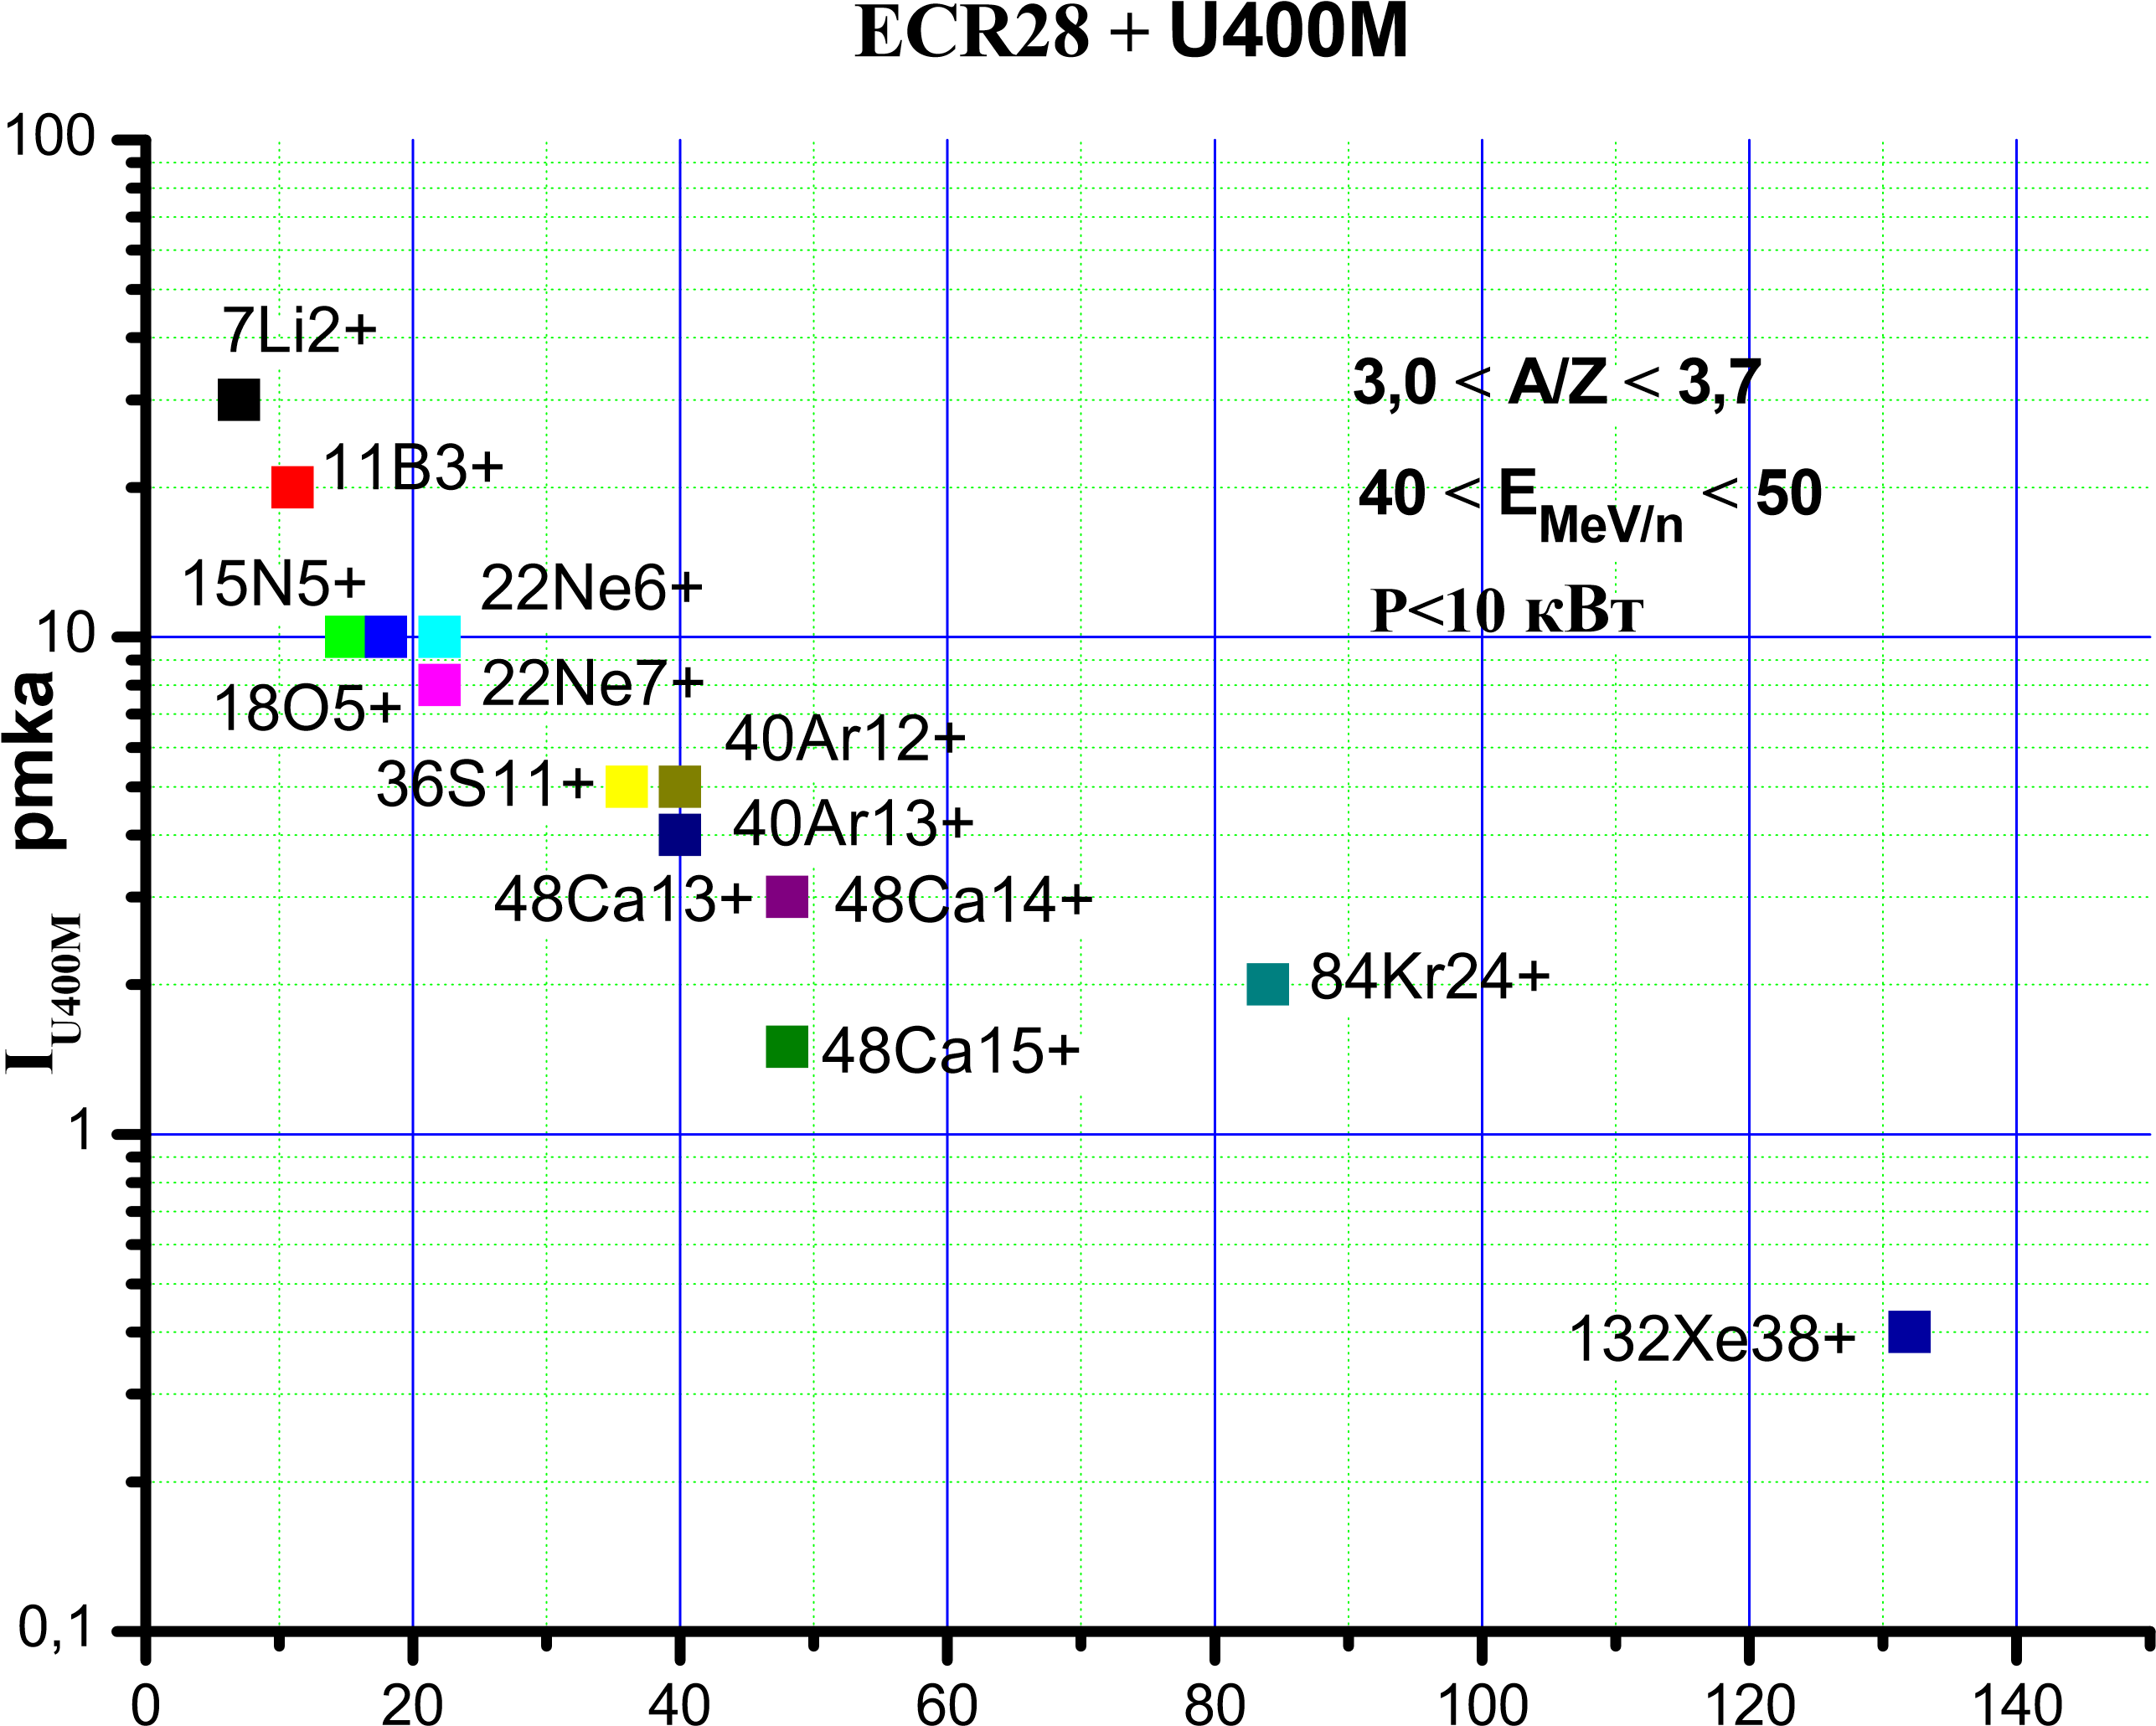 ECR28 + U400M
100
7Li2+
3,0 < A/Z < 3,7
11B3+
40 < EMeV/n < 50
15N5+
22Ne6+
P<10 кВт
10
22Ne7+
18O5+
40Ar12+
36S11+
40Ar13+
48Ca13+
48Ca14+
84Kr24+
48Ca15+
IU400M pmka
1
132Xe38+
0,1
0 20 40 60 80 100 120 140